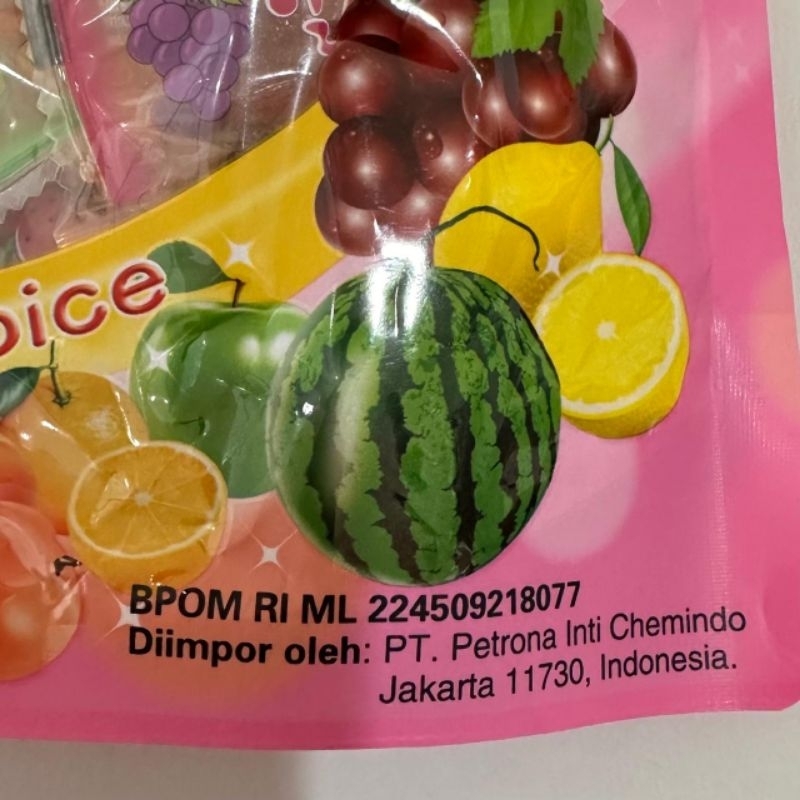 oice
BPOM RI ML 224509218077
Diimpor oleh: PT. Petrona Inti Chemindo
Jakarta 11730, Indonesia.